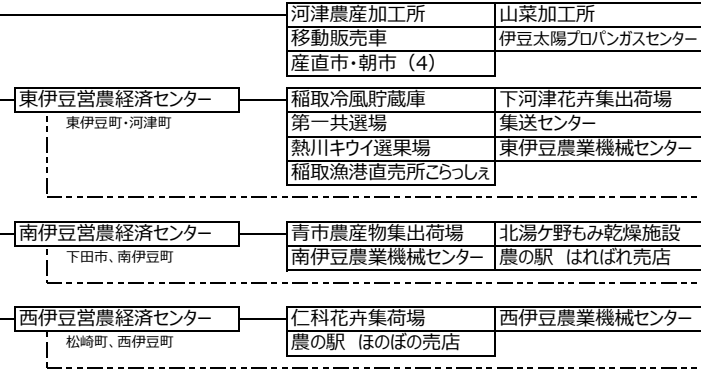 河津農産加工所 山菜加工所
移動販売車 伊豆太陽プロパンガスセンター
産直市・朝市（4）
東伊豆営農経済センター 稲取冷風貯蔵庫 下河津花卉集出荷場
東伊豆町・河津町 第一共選場 集送センター
熱川キウイ選果場 東伊豆農業機械センター
稲取漁港直売所こらっしぇ
南伊豆営農経済センター 青市農産物集出荷場 北湯ケ野もみ乾燥施設
下田市、南伊豆町 南伊豆農業機械センター 農の駅 はればれ売店
西伊豆営農経済センター 仁科花卉集荷場 西伊豆農業機械センター
松崎町、西伊豆町 農の駅 ほのぼの売店